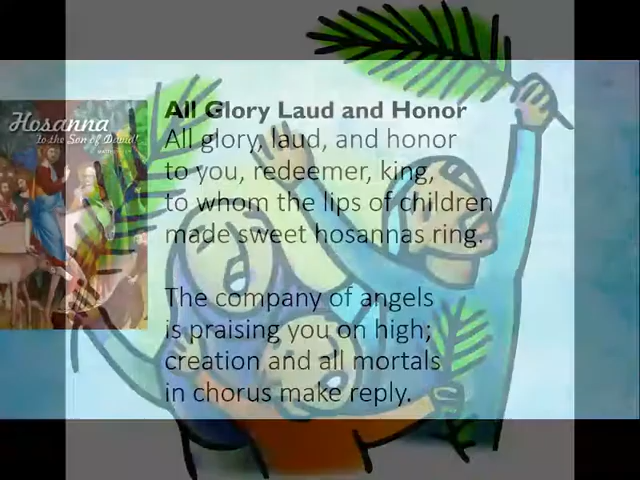 Hosanna
to the Son of David!
All Glory Laud and Honor
All glory, laud, and honor
to you, redeemer, king,
to whom the lips of children
made sweet hosannas ring.
The company of angels
is praising you on high;
creation and all mortals
in chorus make reply.